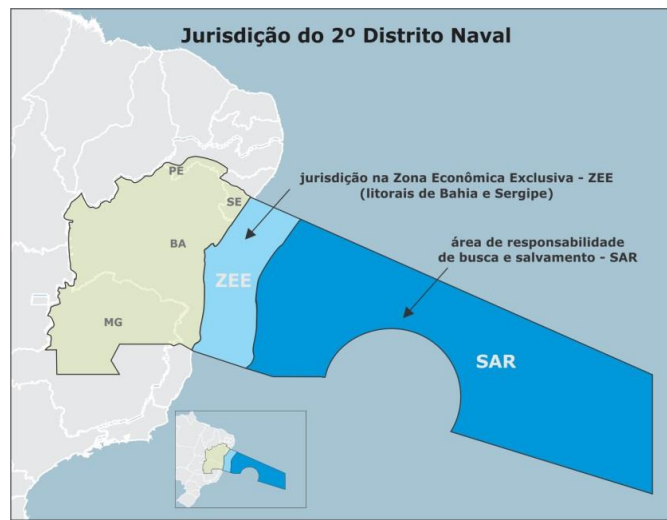 Jurisdição do 2º Distrito Naval
PE
jurisdição na Zona Econômica Exclusiva - ZEE
(litorais de Bahia e Sergipe)
SE
BA
área de responsabilidade
de busca e salvamento - SAR
ZEE
MG
SAR